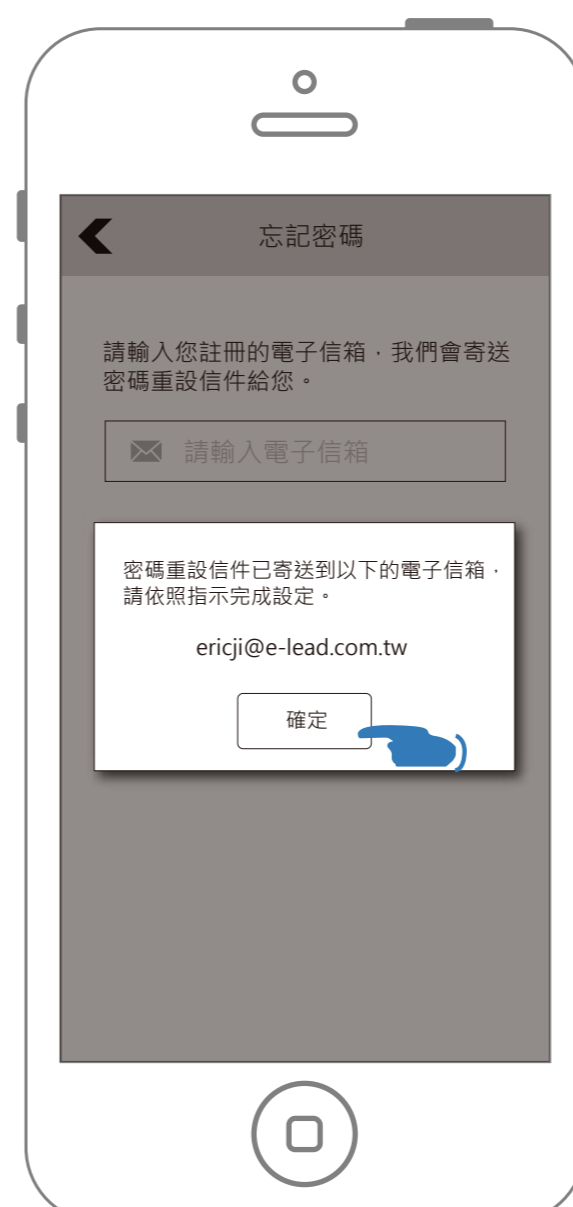 忘記密碼
請輸入您註冊的電子信箱，我們會寄送
密碼重設信件給您。
請輸入電子信箱
密碼重設信件已寄送到以下的電子信箱，
請依照指示完成設定。
ericji@e-lead.com.tw
確定